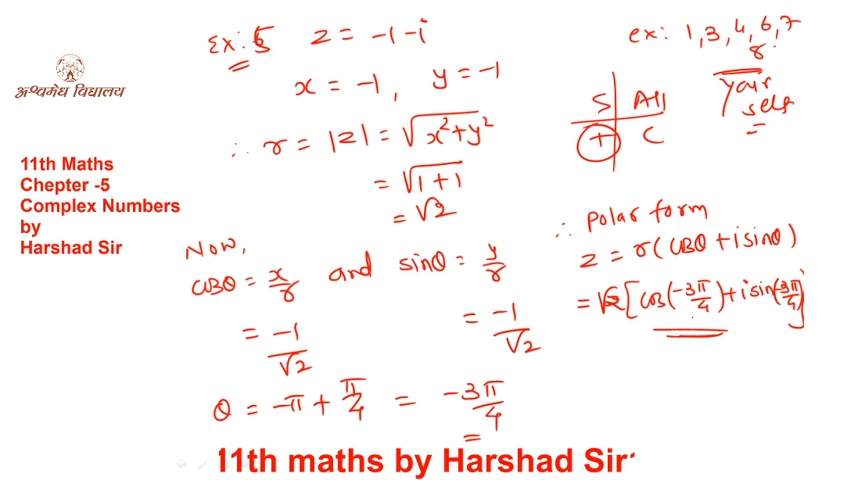 अश्वमेध विद्यालय
11th Maths
Chepter -5
Complex Numbers
by
Harshad Sir
Ex: 5 z = -1-i
x = -1, y = -1
∴ r = |z| = √x²+y²
= √1+1
= √2
Now,
cosθ = x/r and sinθ = y/r
= -1/√2 = -1/√2
θ = -π + π/4 = -3π/4
ex: 1, 3, 4, 6, 7
8
your
self
S | All
T | C
∴ Polar form
z = r(cosθ + i sinθ)
= √2 [cos(-3π/4) + i sin(-3π/4)]
11th maths by Harshad Sir